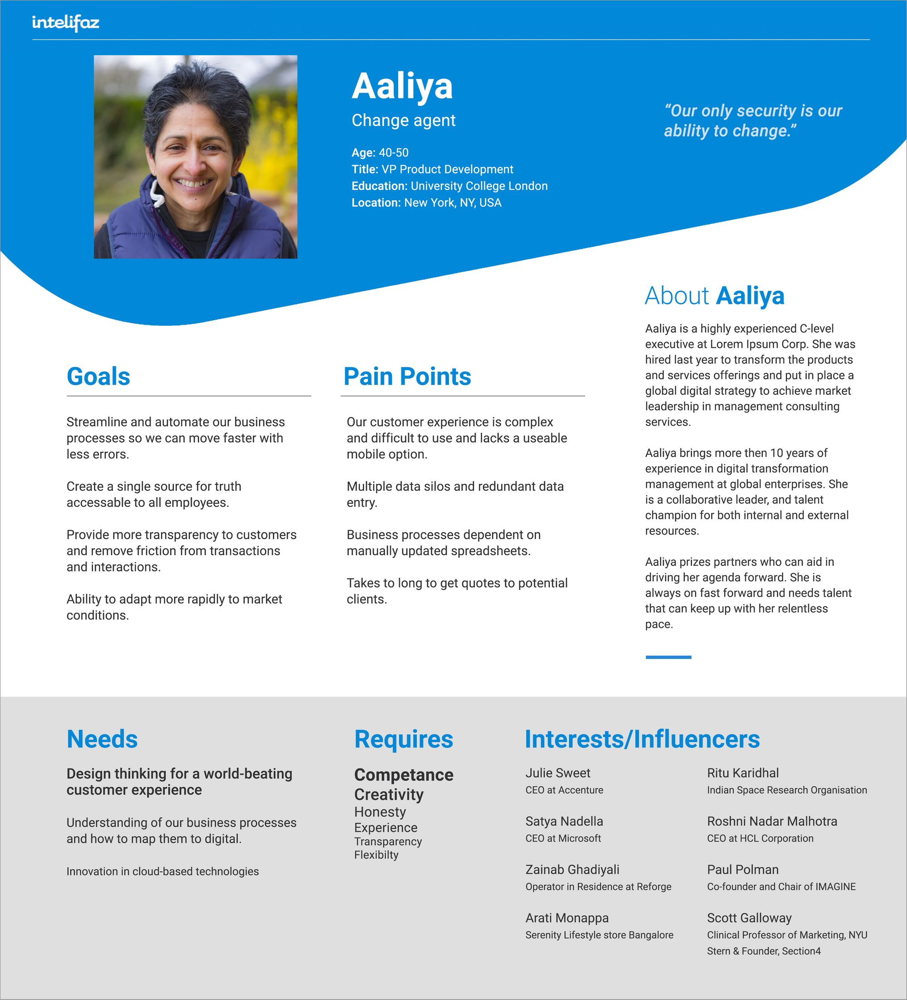 intelifaz
Aaliya
Change agent
Age: 40-50
Title: VP Product Development
Education: University College London
Location: New York, NY, USA
“Our only security is our
ability to change.”
Goals
Streamline and automate our business
processes so we can move faster with
less errors.
Create a single source for truth
accessable to all employees.
Provide more transparency to customers
and remove friction from transactions
and interactions.
Ability to adapt more rapidly to market
conditions.
Pain Points
Our customer experience is complex
and difficult to use and lacks a useable
mobile option.
Multiple data silos and redundant data
entry.
Business processes dependent on
manually updated spreadsheets.
Takes to long to get quotes to potential
clients.
About Aaliya
Aaliya is a highly experienced C-level
executive at Lorem Ipsum Corp. She was
hired last year to transform the products
and services offerings and put in place a
global digital strategy to achieve market
leadership in management consulting
services.
Aaliya brings more then 10 years of
experience in digital transformation
management at global enterprises. She
is a collaborative leader, and talent
champion for both internal and external
resources.
Aaliya prizes partners who can aid in
driving her agenda forward. She is
always on fast forward and needs talent
that can keep up with her relentless
pace.
Needs
Design thinking for a world-beating
customer experience
Understanding of our business processes
and how to map them to digital.
Innovation in cloud-based technologies
Requires
Competance
Creativity
Honesty
Experience
Transparency
Flexibilty
Interests/Influencers
Julie Sweet
CEO at Accenture
Satya Nadella
CEO at Microsoft
Zainab Ghadiyali
Operator in Residence at Reforge
Arati Monappa
Serenity Lifestyle store Bangalore
Ritu Karidhal
Indian Space Research Organisation
Roshni Nadar Malhotra
CEO at HCL Corporation
Paul Polman
Co-founder and Chair of IMAGINE
Scott Galloway
Clinical Professor of Marketing, NYU
Stern & Founder, Section4